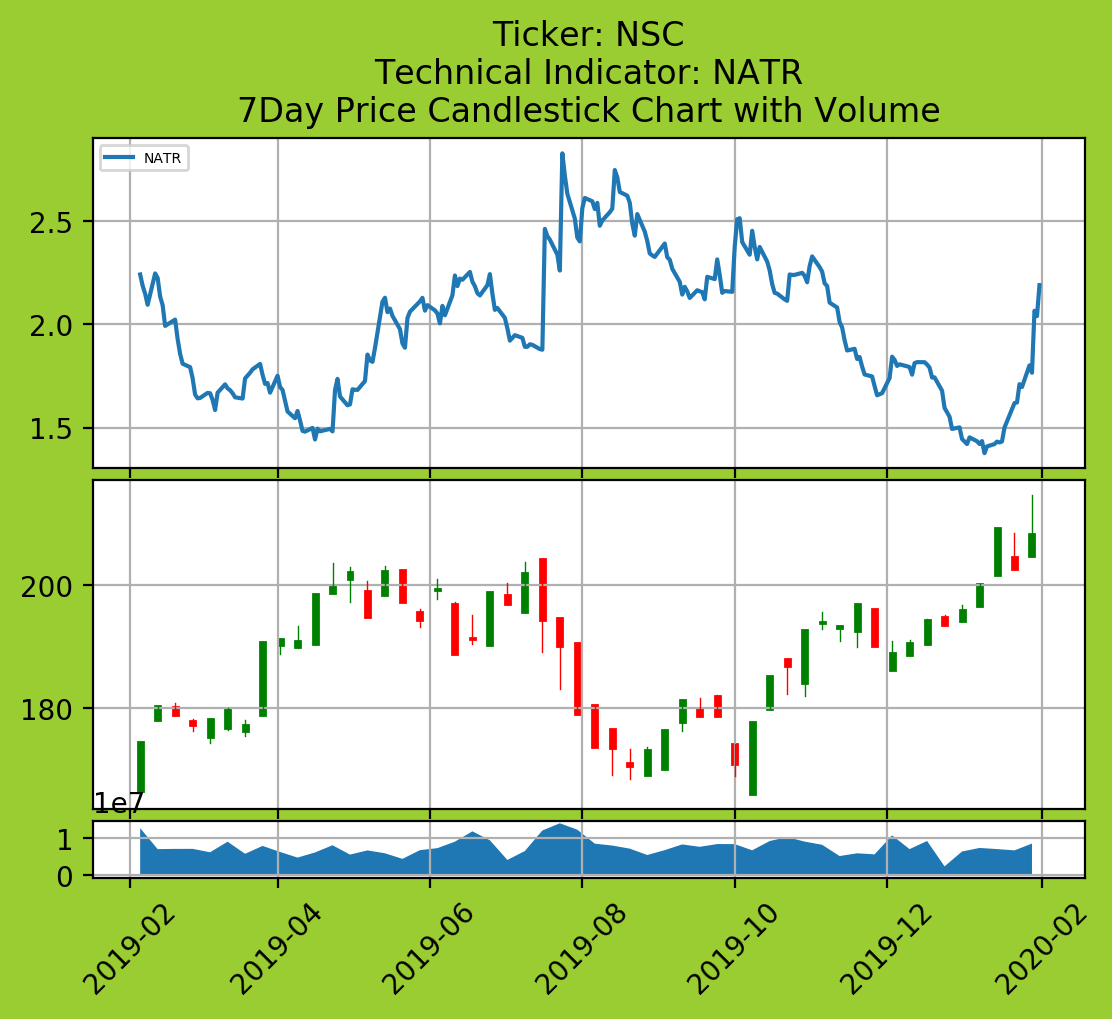 Ticker: NSC
Technical Indicator: NATR
7Day Price Candlestick Chart with Volume
NATR
2.5
2.0
1.5
200
180
1e7
1
0
2019-02
2019-04
2019-06
2019-08
2019-10
2019-12
2020-02